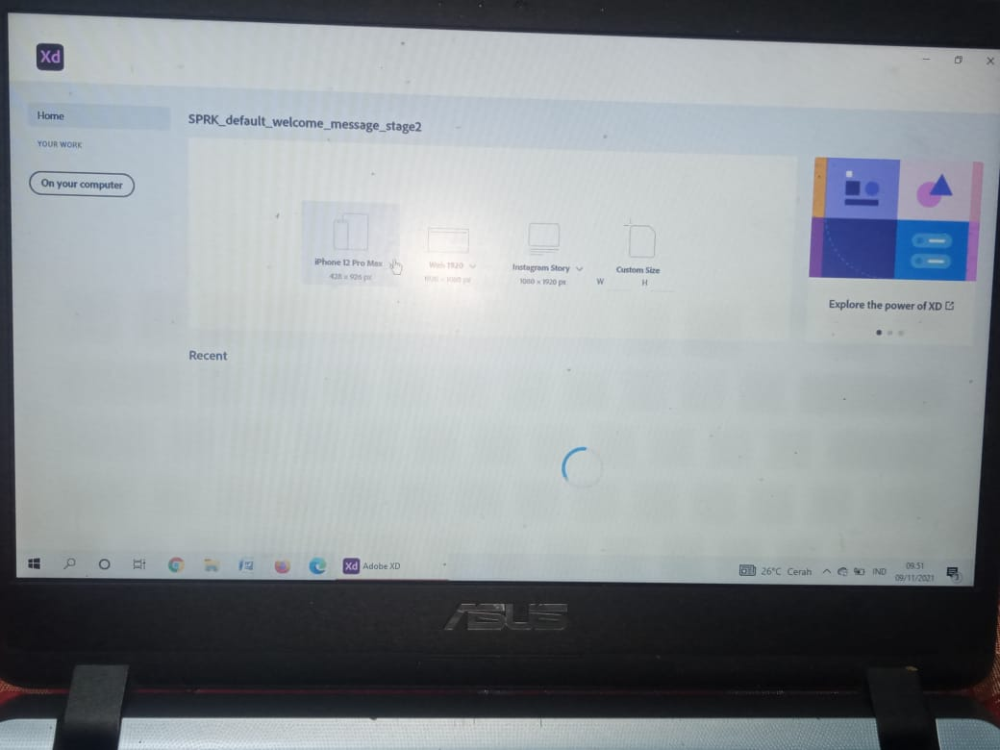 Xd
Home
YOUR WORK
On your computer
SPRK_default_welcome_message_stage2
iPhone 12 Pro Max
428 x 926 px
Web 1920
1920 x 1080 px
Instagram Story
1080 x 1920 px
Custom Size
W
H
Explore the power of XD
Recent
Xd Adobe XD
26°C Cerah
IND
09:51
09/11/2021
3
ASUS